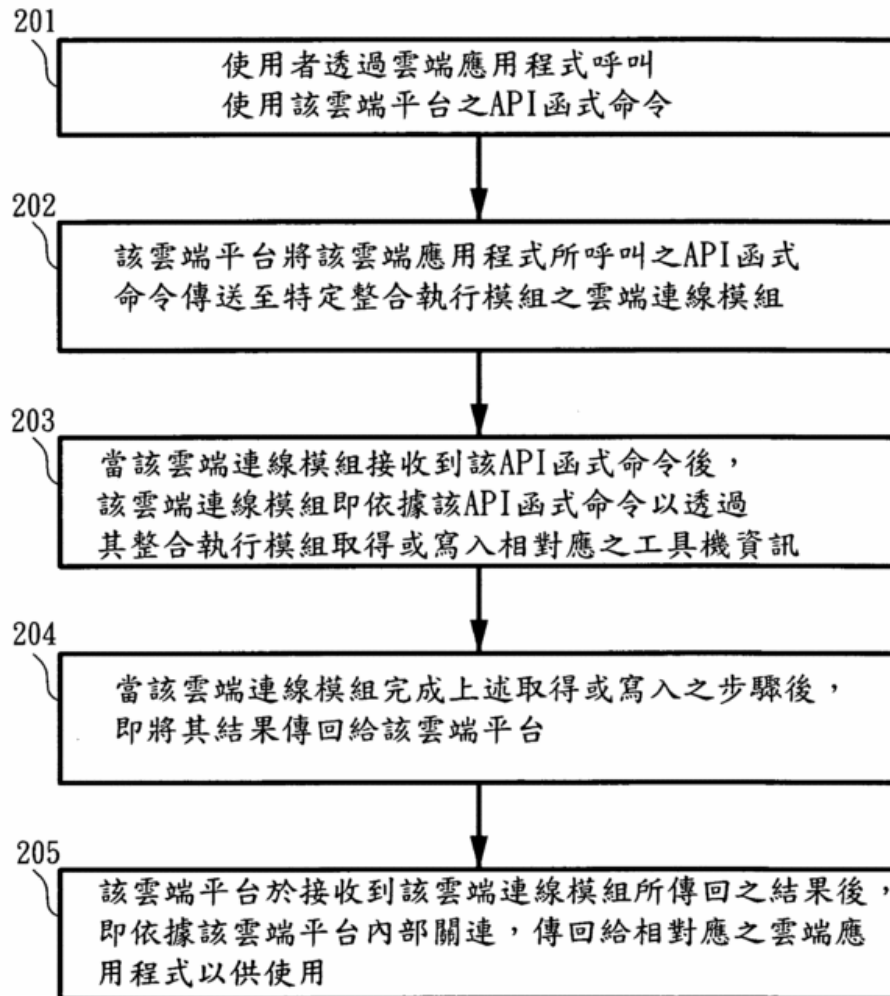 201
使用者透過雲端應用程式呼叫
使用該雲端平台之API函式命令
202
該雲端平台將該雲端應用程式所呼叫之API函式
命令傳送至特定整合執行模組之雲端連線模組
203
當該雲端連線模組接收到該API函式命令後，
該雲端連線模組即依據該API函式命令以透過
其整合執行模組取得或寫入相對應之工具機資訊
204
當該雲端連線模組完成上述取得或寫入之步驟後，
即將其結果傳回給該雲端平台
205
該雲端平台於接收到該雲端連線模組所傳回之結果後，
即依據該雲端平台內部關連，傳回給相對應之雲端應
用程式以供使用